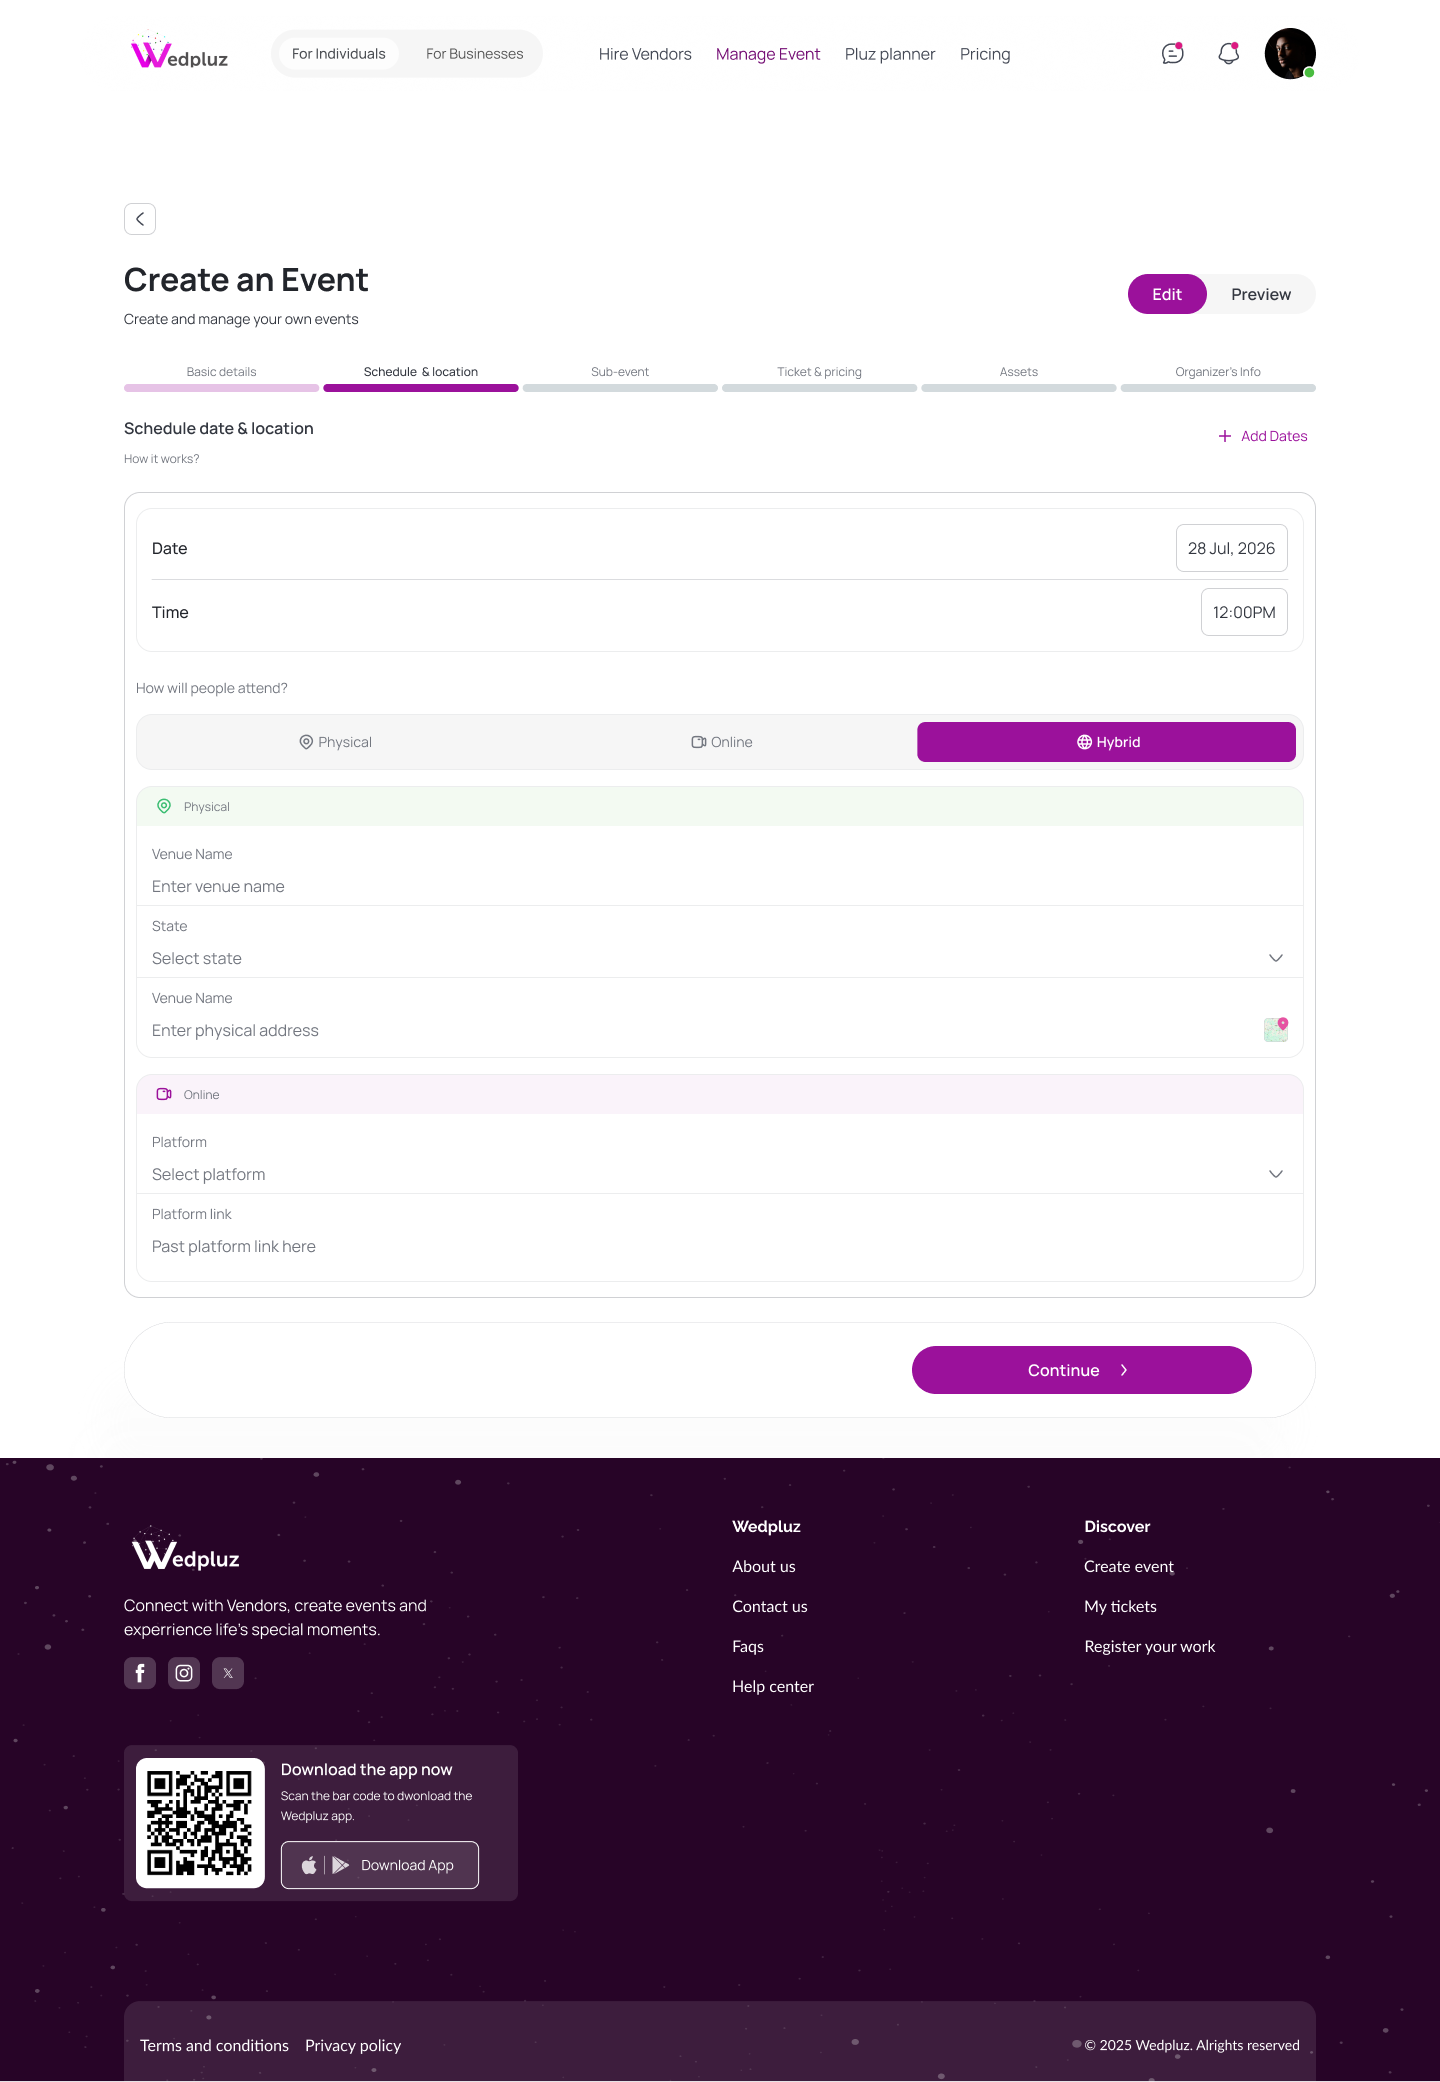 Wedpluz
For Individuals
For Businesses
Hire Vendors
Manage Event
Pluz planner
Pricing
Create an Event
Create and manage your own events
Edit
Preview
Basic details
Schedule & location
Sub-event
Ticket & pricing
Assets
Organizer's Info
Schedule date & location
How it works?
Add Dates
Date
28 Jul, 2026
Time
12:00PM
How will people attend?
Physical
Online
Hybrid
Physical
Venue Name
Enter venue name
State
Select state
Venue Name
Enter physical address
Online
Platform
Select platform
Platform link
Past platform link here
Continue
Wedpluz
Connect with Vendors, create events and
experrience life's special moments.
Download the app now
Scan the bar code to dwonload the
Wedpluz app.
Download App
Wedpluz
About us
Contact us
Faqs
Help center
Discover
Create event
My tickets
Register your work
Terms and conditions
Privacy policy
© 2025 Wedpluz. Alrights reserved